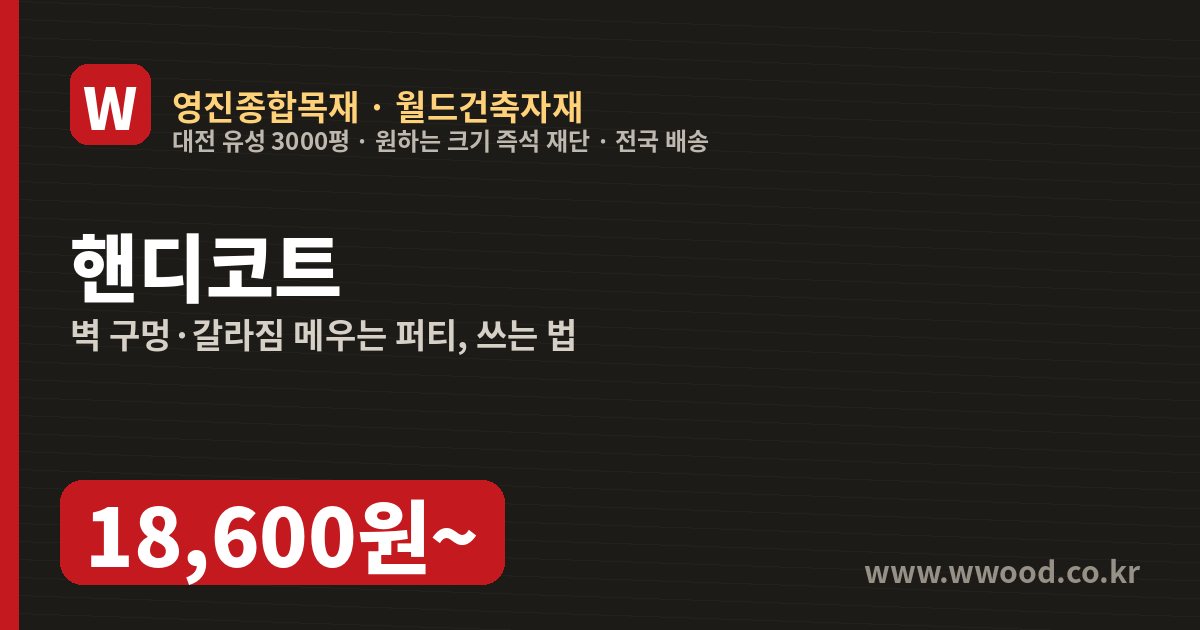 W
영진종합목재 · 월드건축자재
대전 유성 3000평 · 원하는 크기 즉석 재단 · 전국 배송
핸디코트
벽 구멍·갈라짐 메우는 퍼티, 쓰는 법
18,600원~
www.wwood.co.kr